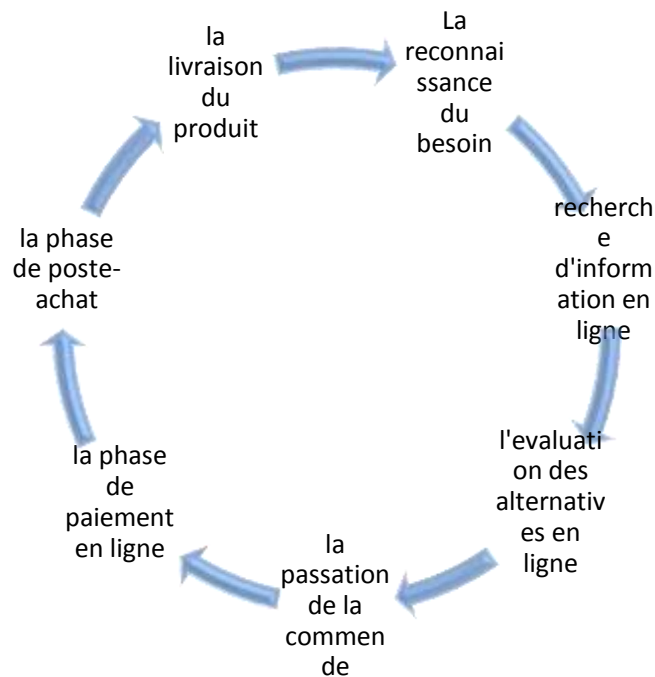 La
reconnai
ssance
du
besoin
recherch
e
d'inform
ation en
ligne
l'evaluati
on des
alternativ
es en
ligne
la
passation
de la
commen
de
la phase
de
paiement
en ligne
la phase
de poste-
achat
la
livraison
du
produit